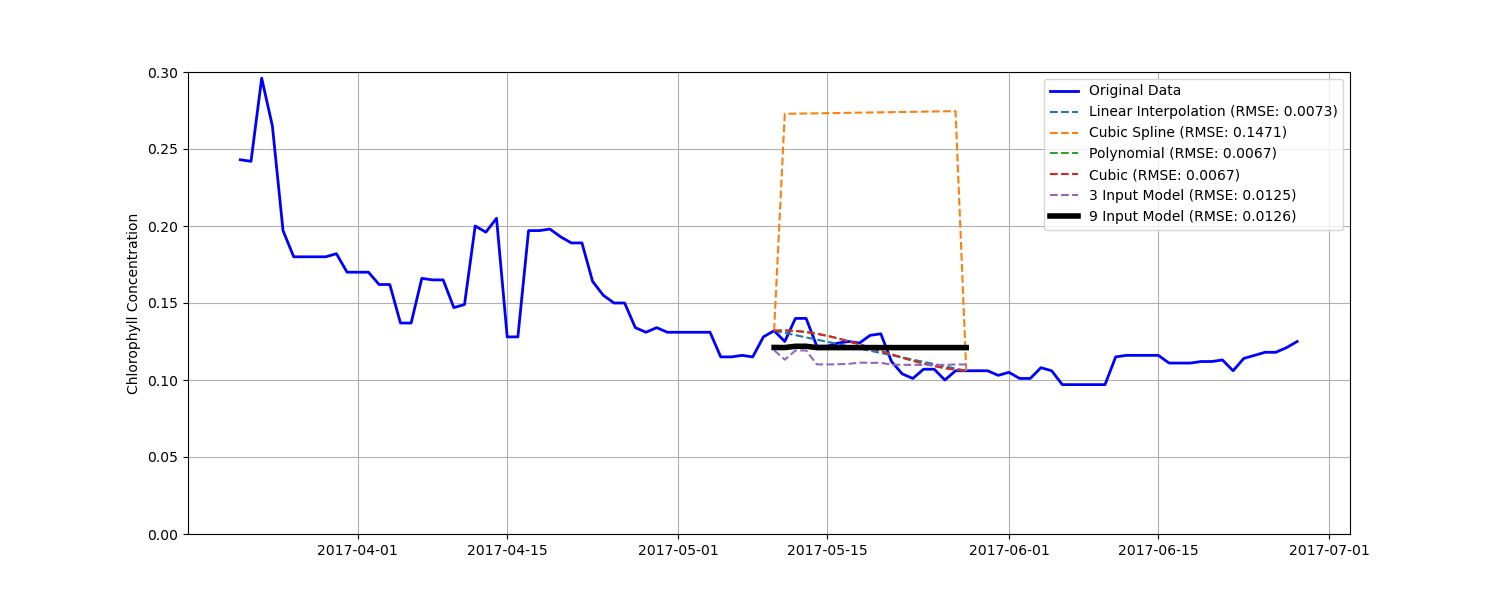 0.30
0.25
0.20
0.15
0.10
0.05
0.00
Chlorophyll Concentration
2017-04-01
2017-04-15
2017-05-01
2017-05-15
2017-06-01
2017-06-15
2017-07-01
Original Data
Linear Interpolation (RMSE: 0.0073)
Cubic Spline (RMSE: 0.1471)
Polynomial (RMSE: 0.0067)
Cubic (RMSE: 0.0067)
3 Input Model (RMSE: 0.0125)
9 Input Model (RMSE: 0.0126)